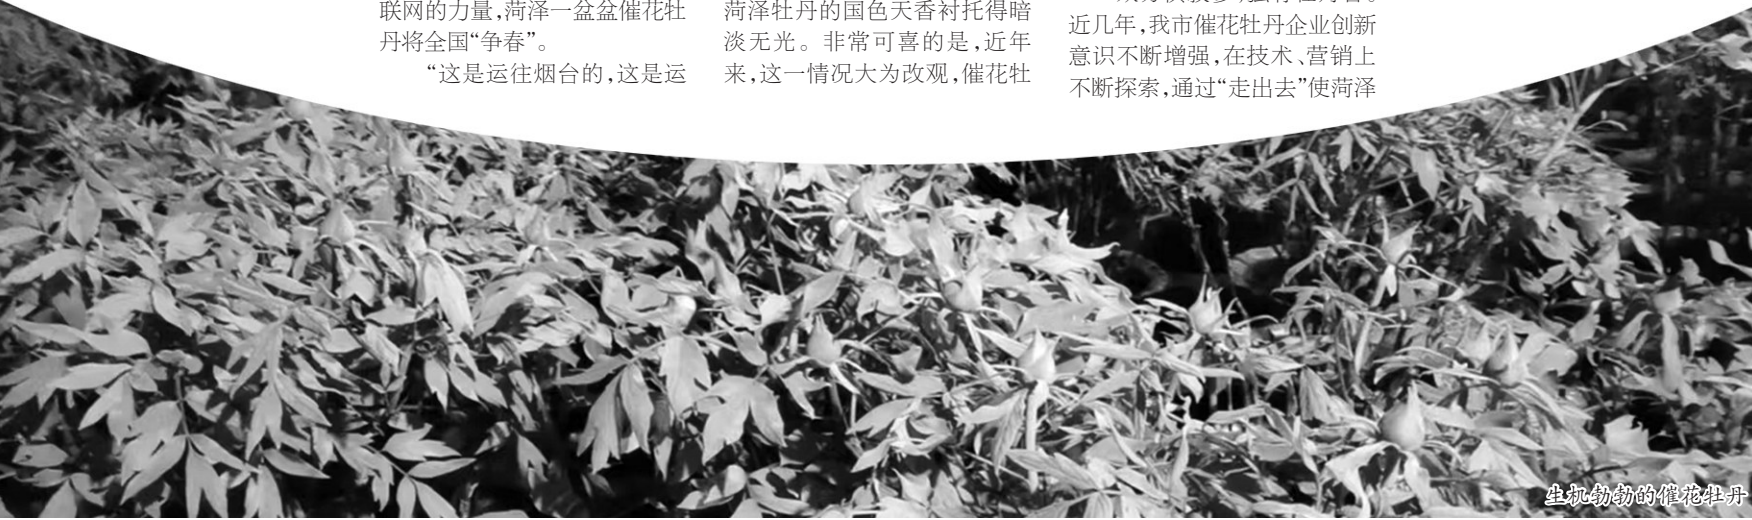 联网的力量，菏泽一盆盆催花牡
丹将全国“争春”。
“这是运往烟台的，这是运
菏泽牡丹的国色天香衬托得暗
淡无光。非常可喜的是，近年
来，这一情况大为改观，催花牡
近几年，我市催花牡丹企业创新
意识不断增强，在技术、营销上
不断探索，通过“走出去”使菏泽
生机勃勃的催花牡丹